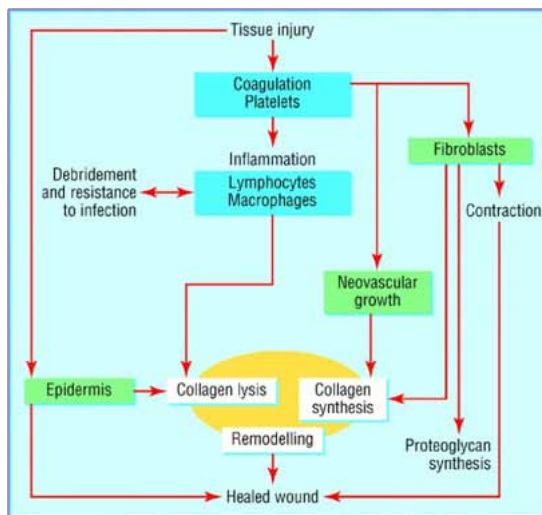 Tissue injury
Coagulation
Platelets
Inflammation
Lymphocytes
Macrophages
Debridement
and resistance
to infection
Fibroblasts
Contraction
Neovascular
growth
Epidermis
Collagen lysis
Collagen
synthesis
Remodelling
Proteoglycan
synthesis
Healed wound